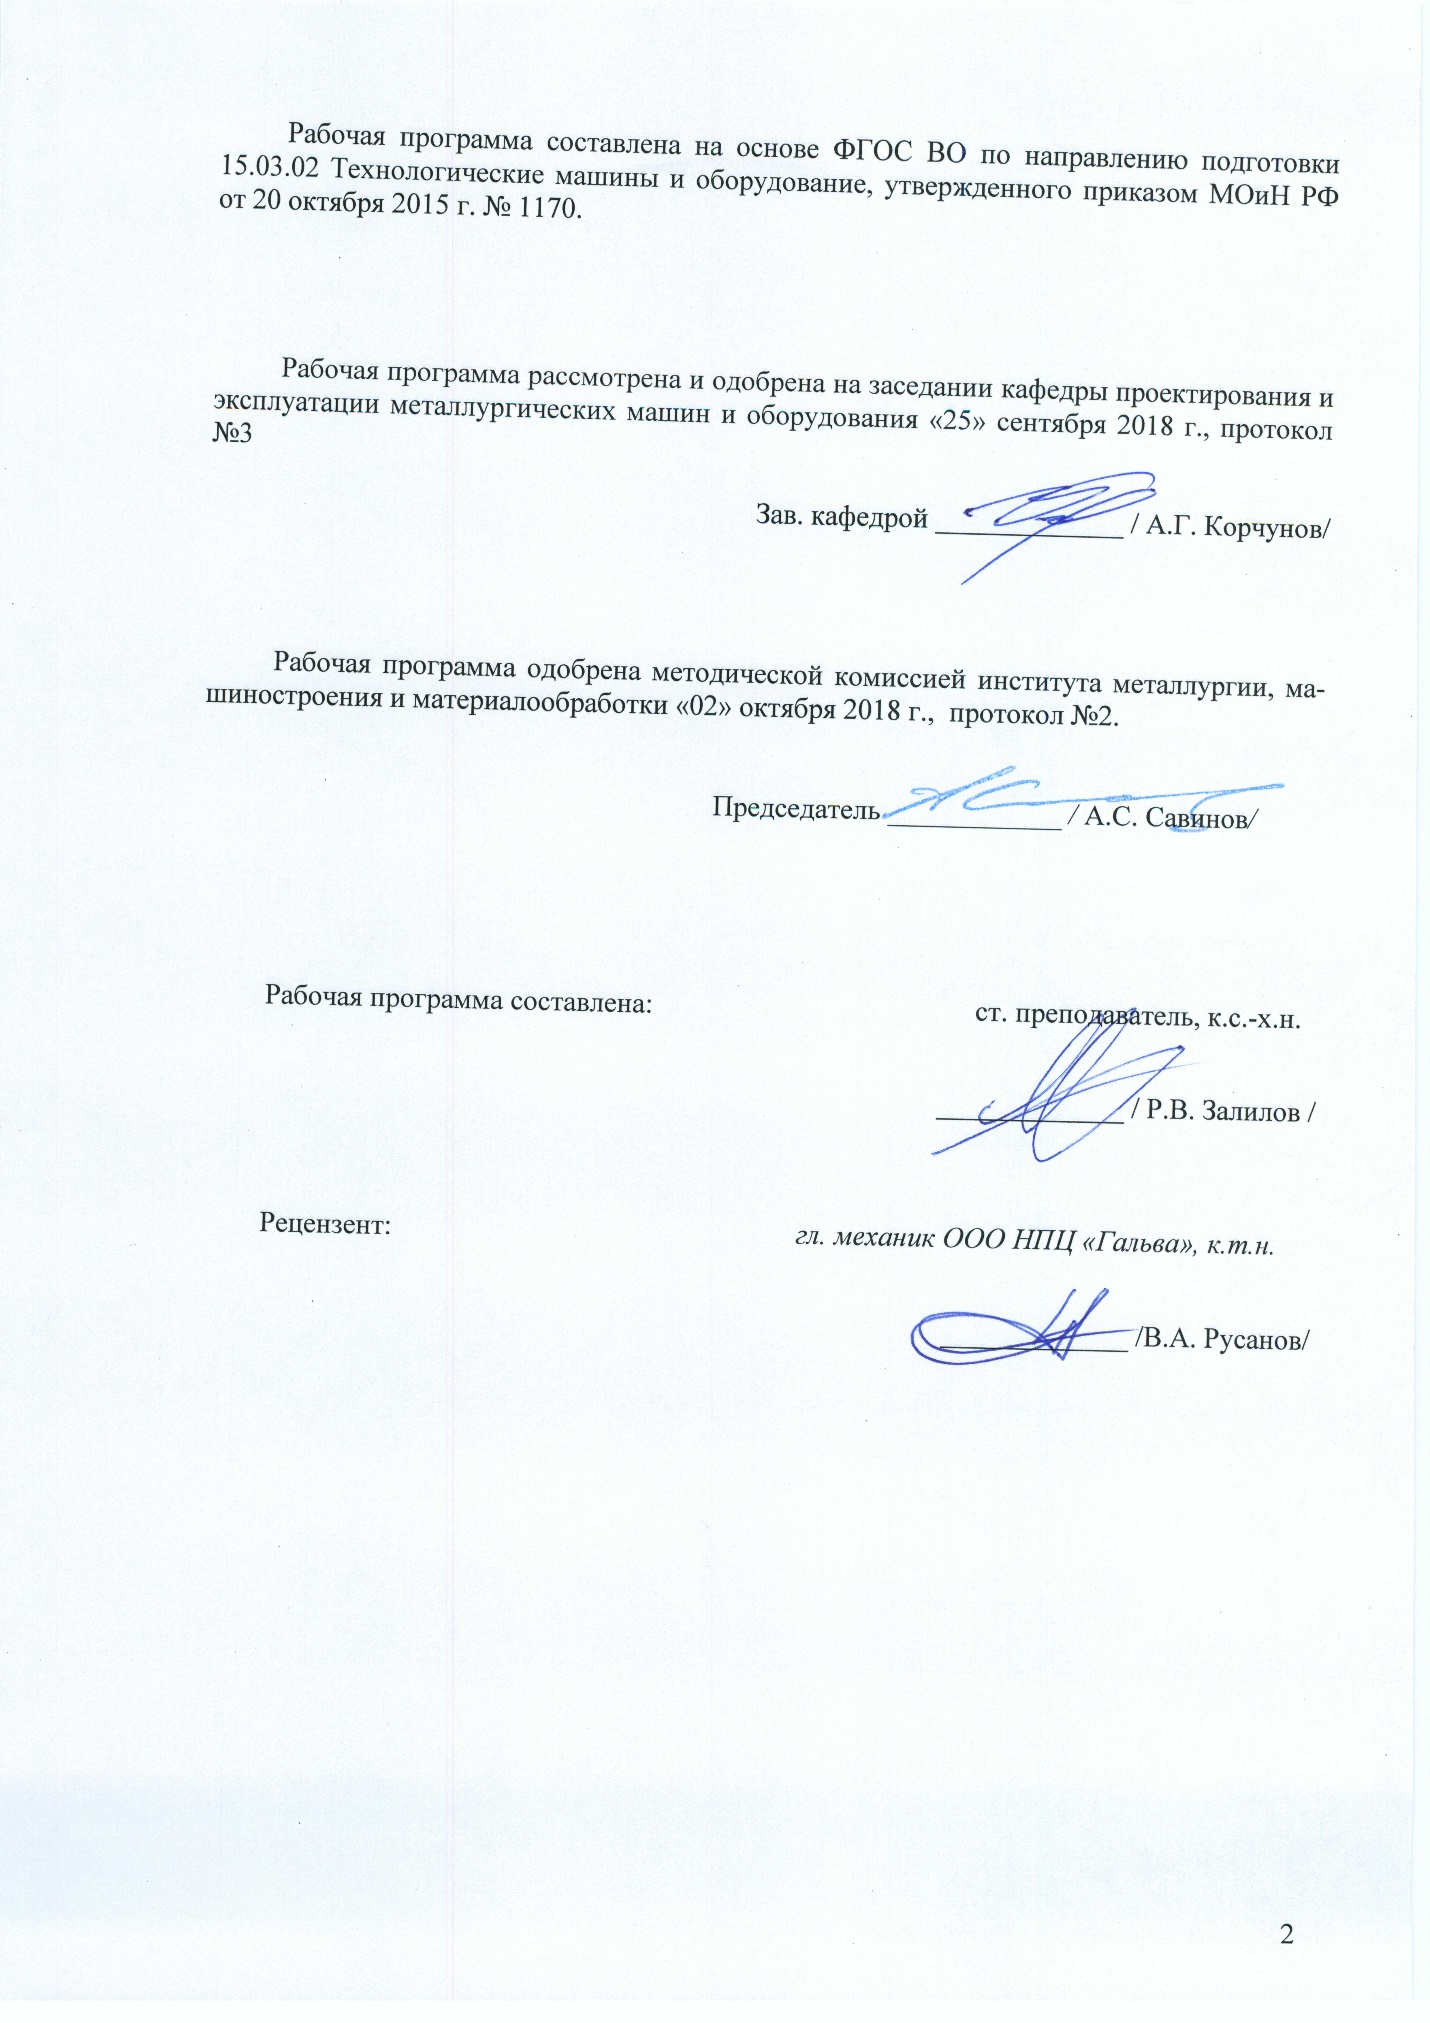 Рабочая программа составлена на основе ФГОС ВО по направлению подготовки
15.03.02 Технологические машины и оборудование, утвержденного приказом МОиН РФ
от 20 октября 2015 г. № 1170.
Рабочая программа рассмотрена и одобрена на заседании кафедры проектирования и
эксплуатации металлургических машин и оборудования «25» сентября 2018 г., протокол
№3
Зав. кафедрой ______________ / А.Г. Корчунов/
Рабочая программа одобрена методической комиссией института металлургии, ма-
шиностроения и материалообработки «02» октября 2018 г., протокол №2.
Председатель _____________ / А.С. Савинов/
Рабочая программа составлена: ст. преподаватель, к.с.-х.н.
______________ / Р.В. Залилов /
Рецензент: гл. механик ООО НПЦ «Гальва», к.т.н.
______________ /В.А. Русанов/
2